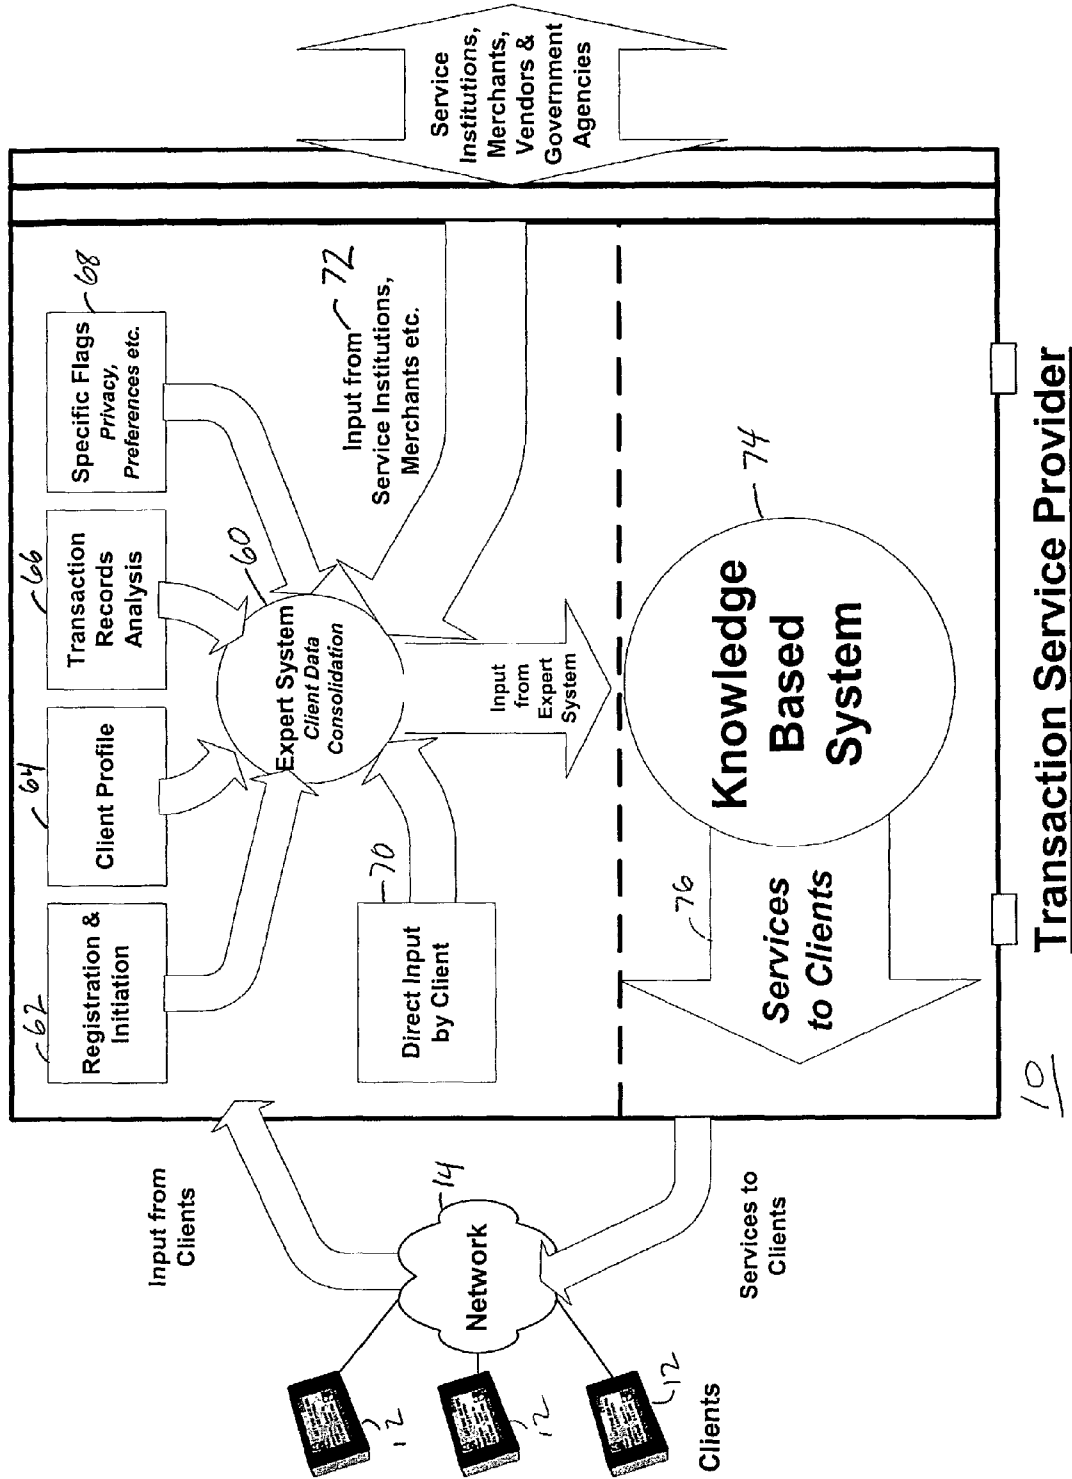 62
Registration &
Initiation
64
Client Profile
66
Transaction
Records
Analysis
68
Specific Flags
Privacy,
Preferences etc.
60
Expert System
Client Data
Consolidation
Input from
Service Institutions,
Merchants etc.
72
70
Direct Input
by Client
Input
from
Expert
System
Service
Institutions,
Merchants,
Vendors &
Government
Agencies
Input from
Clients
14
Network
12
12
12
Clients
Services to
Clients
76
Services
to Clients
74
Knowledge
Based
System
10
Transaction Service Provider